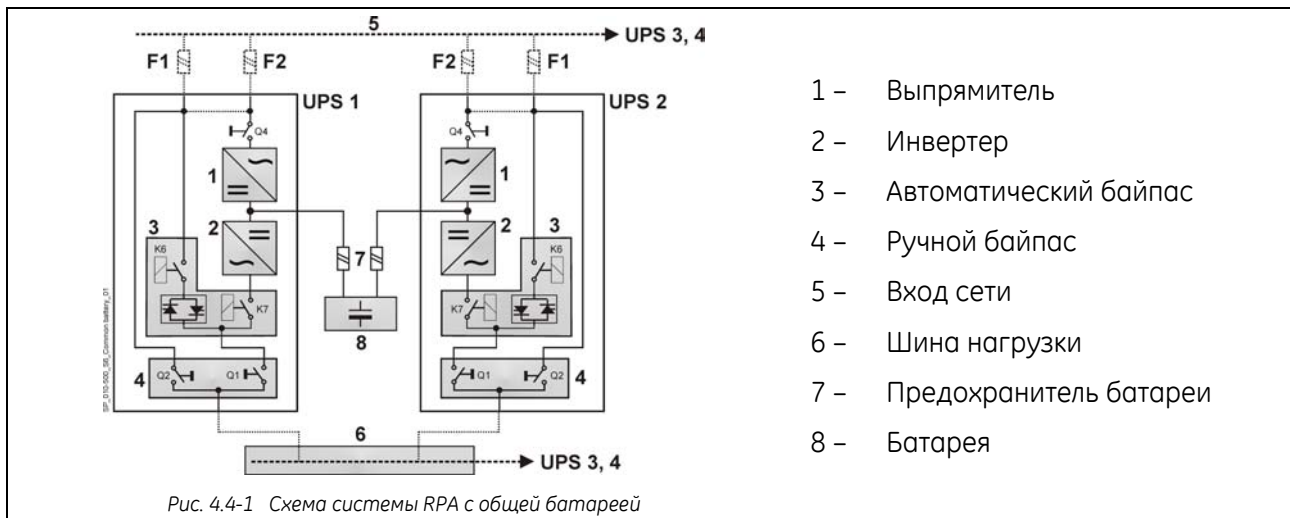 5
UPS 3, 4
F1 F2 F2 F1
UPS 1 UPS 2
Q4 Q4
1 1
2 2
3 3
K6 K6
7
K7 K7
8
4 4
Q2 Q1 Q1 Q2
SP_D10-500_S6_Common battery_01
6
UPS 3, 4
Рис. 4.4-1 Схема системы RPA с общей батареей
1 – Выпрямитель
2 – Инвертер
3 – Автоматический байпас
4 – Ручной байпас
5 – Вход сети
6 – Шина нагрузки
7 – Предохранитель батареи
8 – Батарея